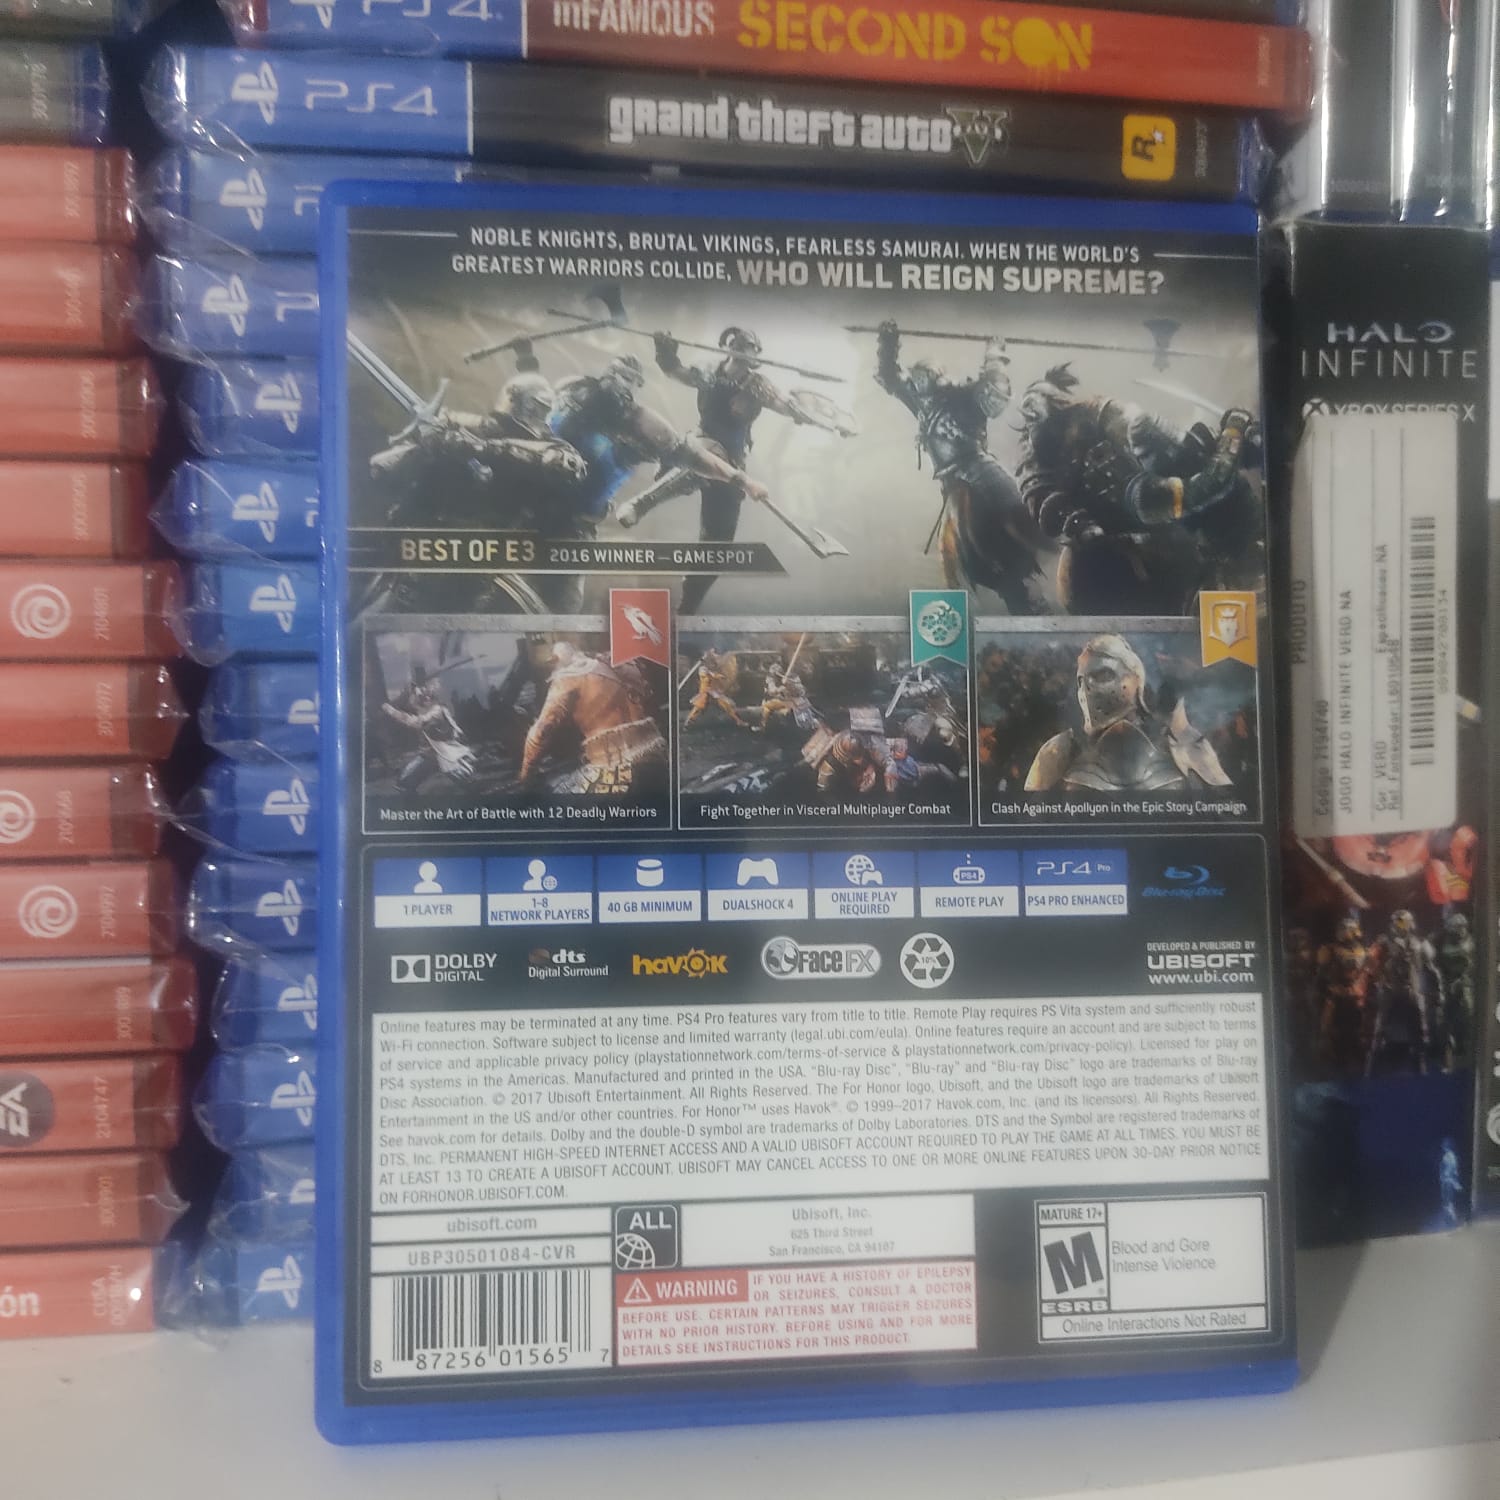 inFAMOUS SECOND SON
PS4
grand theft auto V
R
NOBLE KNIGHTS, BRUTAL VIKINGS, FEARLESS SAMURAI. WHEN THE WORLD'S
GREATEST WARRIORS COLLIDE, WHO WILL REIGN SUPREME?
BEST OF E3 2016 WINNER – GAMESPOT
Master the Art of Battle with 12 Deadly Warriors
Fight Together in Visceral Multiplayer Combat
Clash Against Apollyon in the Epic Story Campaign
1 PLAYER
1-8
NETWORK PLAYERS
40 GB MINIMUM
DUALSHOCK 4
ONLINE PLAY
REQUIRED
PS4
REMOTE PLAY
PS4 Pro
PS4 PRO ENHANCED
Blu-ray Disc
DOLBY
DIGITAL
dts
Digital Surround
havok
FaceFX
10%
DEVELOPED & PUBLISHED BY
UBISOFT
www.ubi.com
Online features may be terminated at any time. PS4 Pro features vary from title to title. Remote Play requires PS Vita system and sufficiently robust
Wi-Fi connection. Software subject to license and limited warranty (legal.ubi.com/eula). Online features require an account and are subject to terms
of service and applicable privacy policy (playstationnetwork.com/terms-of-service & playstationnetwork.com/privacy-policy). Licensed for play on
PS4 systems in the Americas. Manufactured and printed in the USA. "Blu-ray Disc", "Blu-ray" and "Blu-ray Disc" logo are trademarks of Blu-ray
Disc Association. © 2017 Ubisoft Entertainment. All Rights Reserved. The For Honor logo, Ubisoft, and the Ubisoft logo are trademarks of Ubisoft
Entertainment in the US and/or other countries. For Honor™ uses Havok®. © 1999–2017 Havok.com, Inc. (and its licensors). All Rights Reserved.
See havok.com for details. Dolby and the double-D symbol are trademarks of Dolby Laboratories. DTS and the Symbol are registered trademarks of
DTS, Inc. PERMANENT HIGH-SPEED INTERNET ACCESS AND A VALID UBISOFT ACCOUNT REQUIRED TO PLAY THE GAME AT ALL TIMES. YOU MUST BE
AT LEAST 13 TO CREATE A UBISOFT ACCOUNT. UBISOFT MAY CANCEL ACCESS TO ONE OR MORE ONLINE FEATURES UPON 30-DAY PRIOR NOTICE
ON FORHONOR.UBISOFT.COM.
ubisoft.com
UBP30501084-CVR
8 87256 01565 7
ALL
Ubisoft, Inc.
625 Third Street
San Francisco, CA 94107
WARNING IF YOU HAVE A HISTORY OF EPILEPSY
OR SEIZURES, CONSULT A DOCTOR
BEFORE USE. CERTAIN PATTERNS MAY TRIGGER SEIZURES
WITH NO PRIOR HISTORY. BEFORE USING AND FOR MORE
DETAILS SEE INSTRUCTIONS FOR THIS PRODUCT.
MATURE 17+
M
ESRB
Blood and Gore
Intense Violence
Online Interactions Not Rated
HALO
INFINITE
XBOX SERIES X
PRODUTO
JOGO HALO INFINITE VERD NA
Cor VERD
EA
2104747
2104801
ón